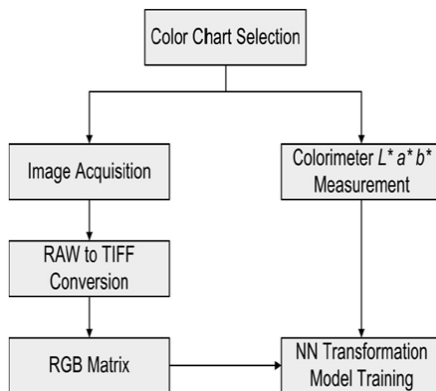 Color Chart Selection
Image Acquisition
Colorimeter L* a* b*
Measurement
RAW to TIFF
Conversion
RGB Matrix
NN Transformation
Model Training